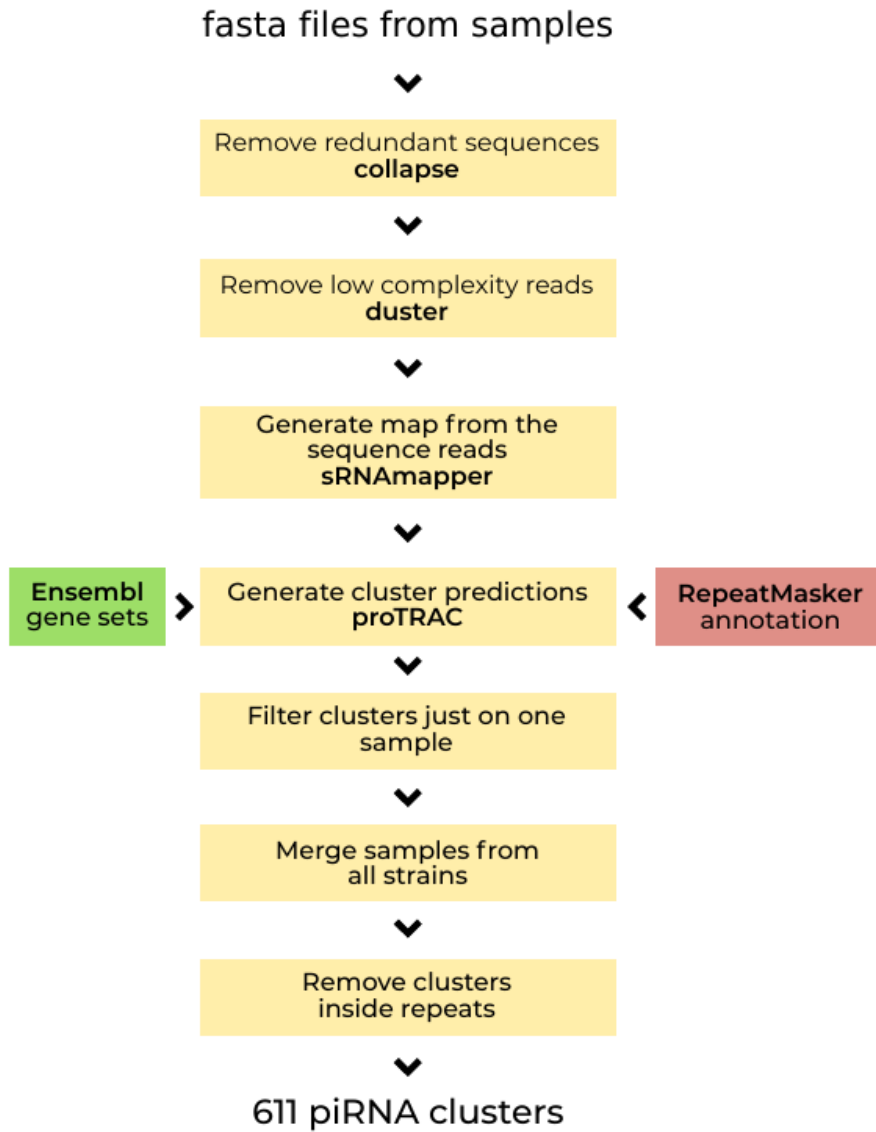 fasta files from samples
Remove redundant sequences
collapse
Remove low complexity reads
duster
Generate map from the
sequence reads
sRNAmapper
Ensembl
gene sets
Generate cluster predictions
proTRAC
RepeatMasker
annotation
Filter clusters just on one
sample
Merge samples from
all strains
Remove clusters
inside repeats
611 piRNA clusters